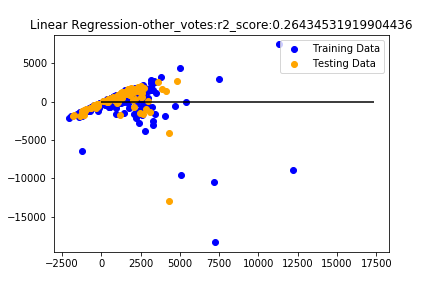 Linear Regression-other_votes:r2_score:0.26434531919904436
Training Data
Testing Data
5000
0
−5000
−10000
−15000
−2500 0 2500 5000 7500 10000 12500 15000 17500